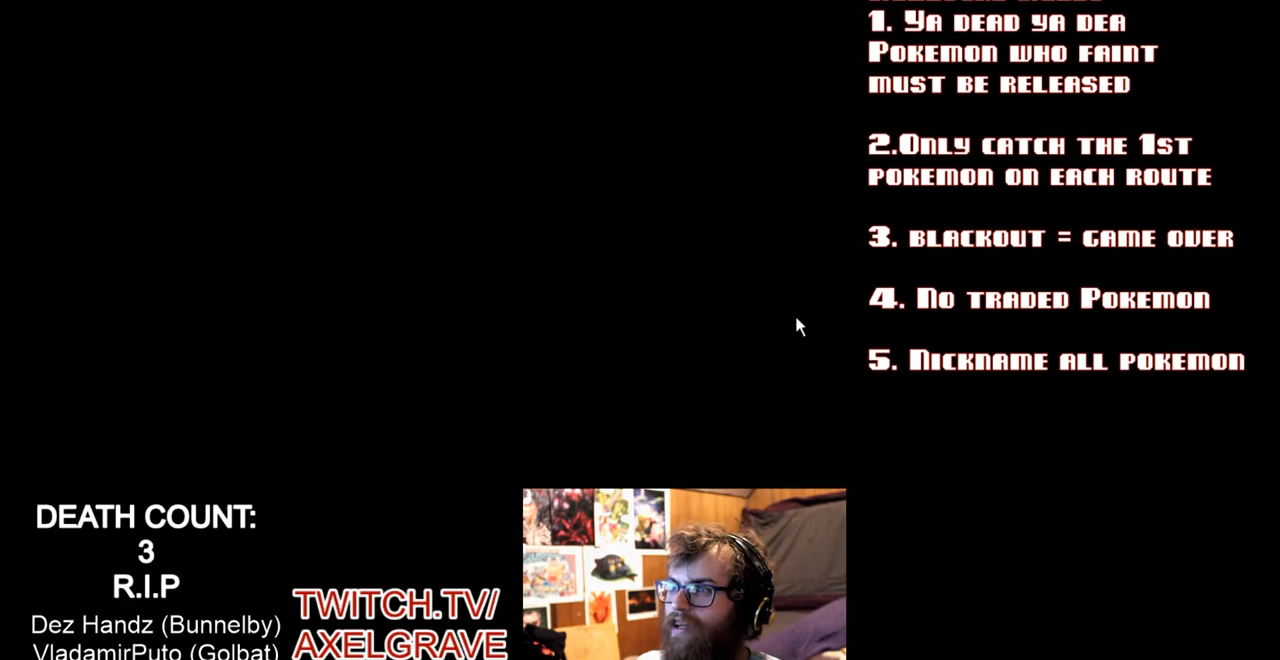 1. Ya dead ya dea
Pokemon who faint
must be released
2.Only catch the 1st
pokemon on each route
3. blackout = game over
4. No traded Pokemon
5. Nickname all pokemon
DEATH COUNT:
3
R.I.P
Dez Handz (Bunnelby)
VladamirPuto (Golbat)
TWITCH.TV/
AXELGRAVE